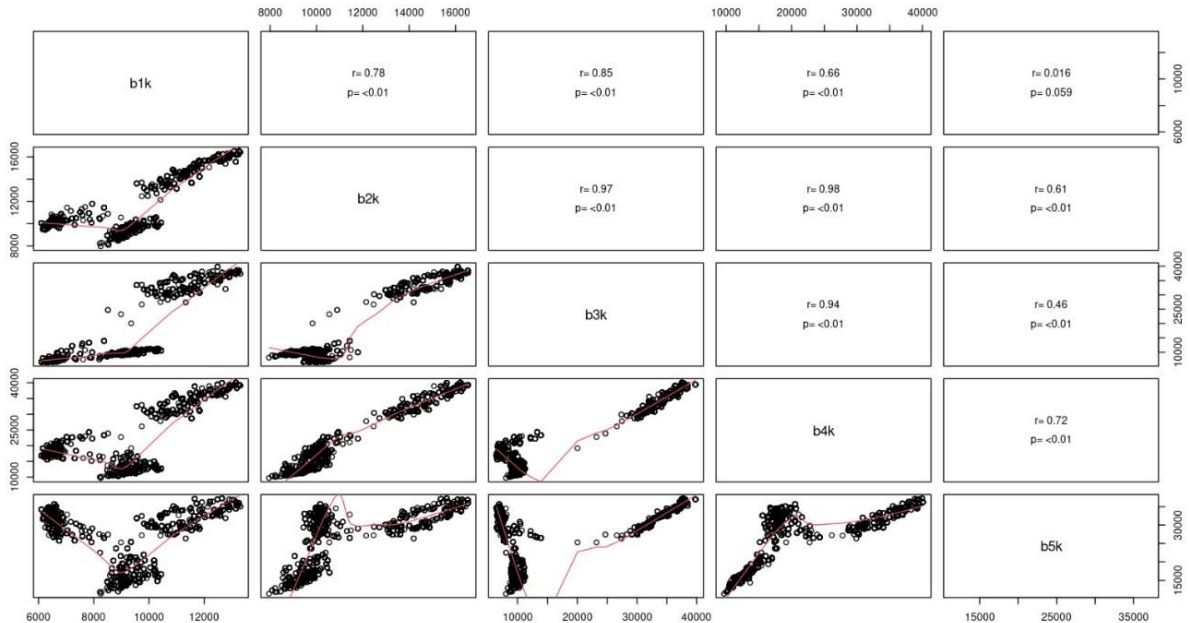 8000 10000 12000 14000 16000 10000 20000 30000 40000
b1k r= 0.78 r= 0.85 r= 0.66 r= 0.016
p= <0.01 p= <0.01 p= <0.01 p= 0.059
6000 10000
8000 12000 16000
b2k r= 0.97 r= 0.98 r= 0.61
p= <0.01 p= <0.01 p= <0.01
b3k r= 0.94 r= 0.46
p= <0.01 p= <0.01
10000 25000 40000
10000 25000 40000
b4k r= 0.72
p= <0.01
b5k
15000 30000
6000 8000 10000 12000 10000 20000 30000 40000 15000 25000 35000